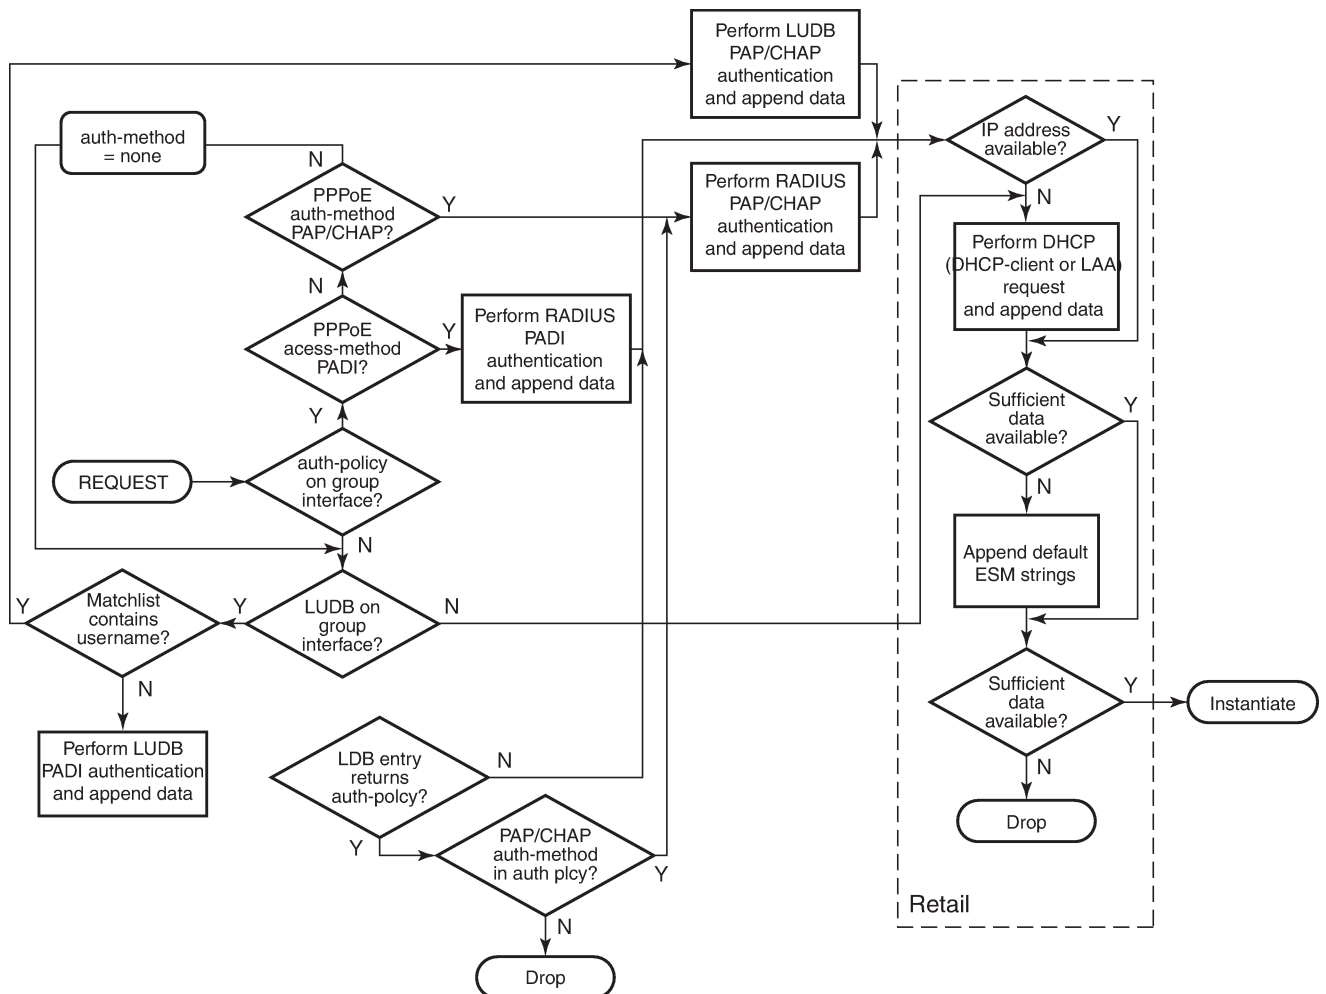 Perform LUDB
PAP/CHAP
authentication
and append data
auth-method
= none
N
PPPoE
auth-method
PAP/CHAP?
Y
Perform RADIUS
PAP/CHAP
authentication
and append data
IP address
available?
Y
N
Perform DHCP
(DHCP-client or LAA)
request
and append data
N
PPPoE
acess-method
PADI?
Y
Perform RADIUS
PADI
authentication
and append data
Y
Sufficient
data
available?
Y
N
REQUEST
auth-policy
on group
interface?
N
Append default
ESM strings
Y
Matchlist
contains
username?
Y
LUDB on
group
interface?
N
N
Sufficient
data
available?
Y
Instantiate
N
Drop
Perform LUDB
PADI authentication
and append data
LDB entry
returns
auth-polcy?
N
Y
PAP/CHAP
auth-method
in auth plcy?
Y
N
Drop
Retail